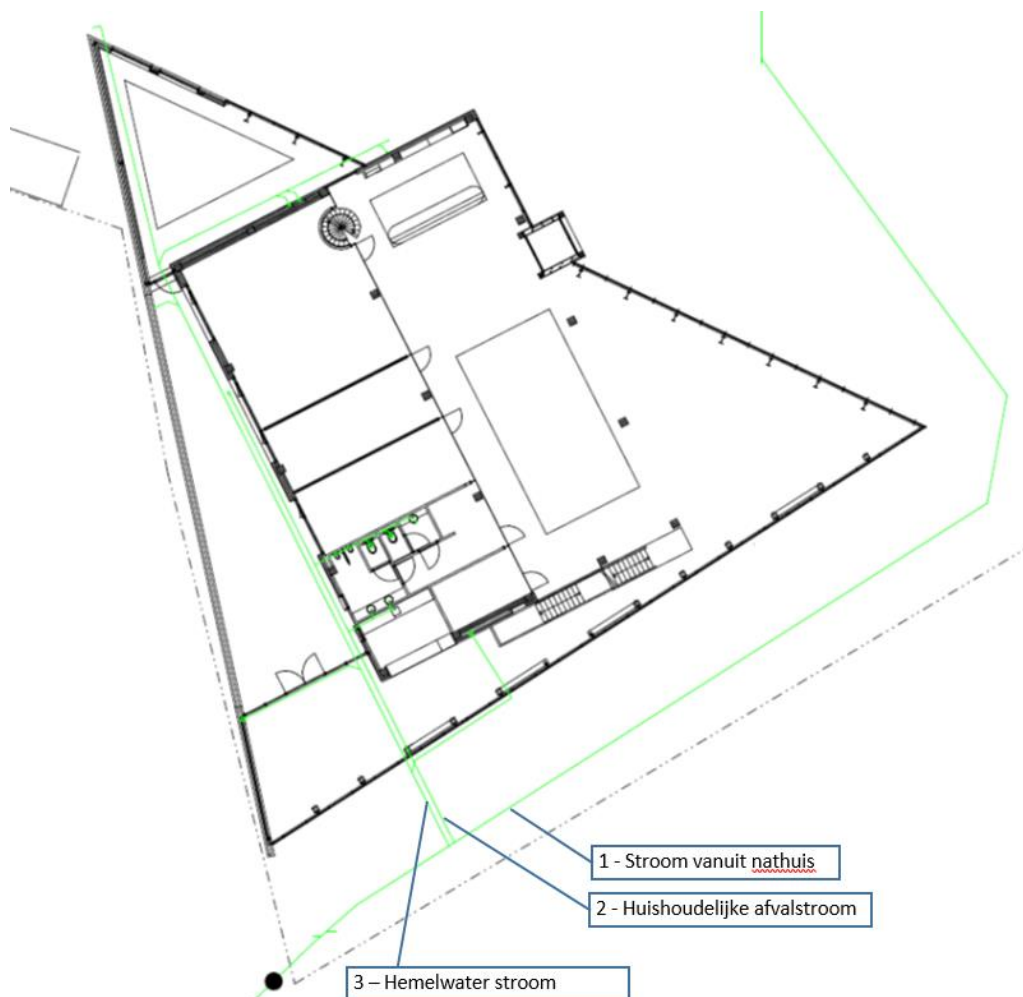 1 - Stroom vanuit nathuis
2 - Huishoudelijke afvalstroom
3 – Hemelwater stroom